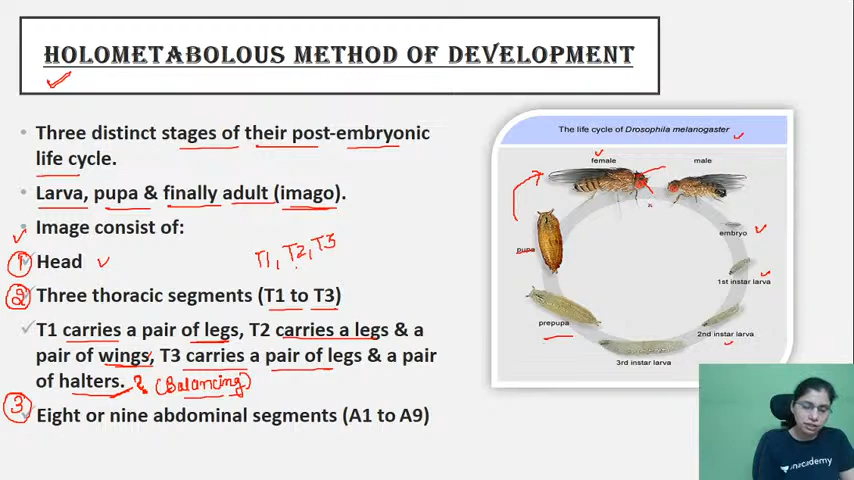 HOLOMETABOLOUS METHOD OF DEVELOPMENT
Three distinct stages of their post-embryonic
life cycle.
Larva, pupa & finally adult (imago).
Image consist of:
1 Head
T1, T2, T3
2 Three thoracic segments (T1 to T3)
T1 carries a pair of legs, T2 carries a legs & a
pair of wings, T3 carries a pair of legs & a pair
of halters. (Balancing)
3 Eight or nine abdominal segments (A1 to A9)
The life cycle of Drosophila melanogaster
female
male
embryo
1st instar larva
2nd instar larva
3rd instar larva
prepupa
pupa
unacademy